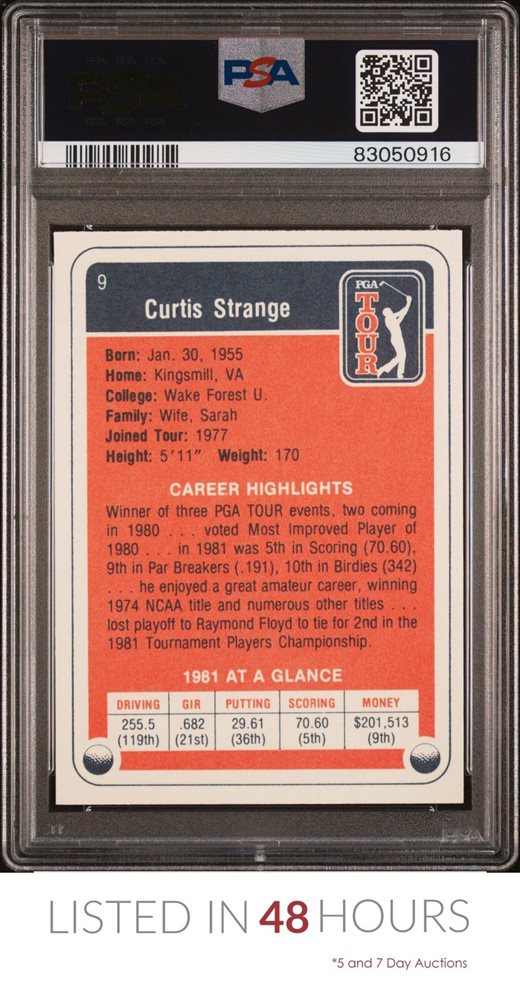 PSA
83050916
9
Curtis Strange
PGA
TOUR
Born: Jan. 30, 1955
Home: Kingsmill, VA
College: Wake Forest U.
Family: Wife, Sarah
Joined Tour: 1977
Height: 5'11" Weight: 170
CAREER HIGHLIGHTS
Winner of three PGA TOUR events, two coming
in 1980 . . . voted Most Improved Player of
1980 . . . in 1981 was 5th in Scoring (70.60),
9th in Par Breakers (.191), 10th in Birdies (342)
. . . he enjoyed a great amateur career, winning
1974 NCAA title and numerous other titles . . .
lost playoff to Raymond Floyd to tie for 2nd in the
1981 Tournament Players Championship.
1981 AT A GLANCE
DRIVING GIR PUTTING SCORING MONEY
255.5 .682 29.61 70.60 $201,513
(119th) (21st) (36th) (5th) (9th)
PSA
LISTED IN 48 HOURS
*5 and 7 Day Auctions